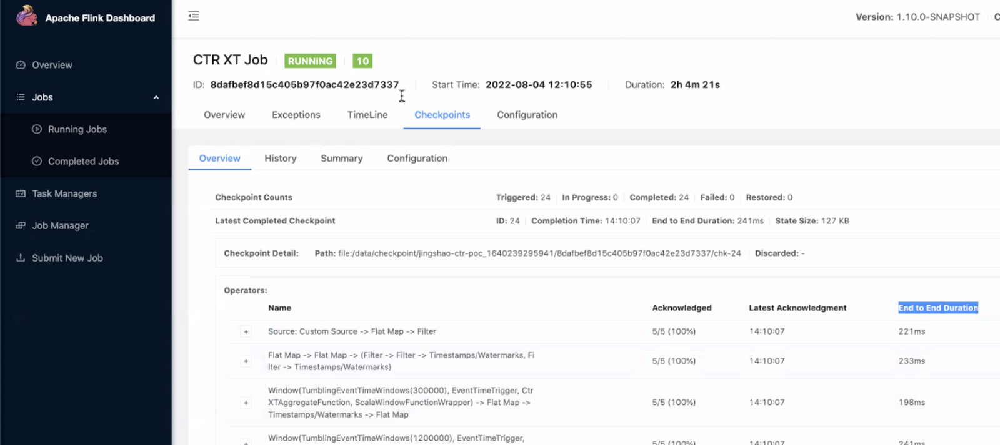 Apache Flink Dashboard
Version: 1.10.0-SNAPSHOT
CTR XT Job RUNNING 10
ID: 8dafbef8d15c405b97f0ac42e23d7337 Start Time: 2022-08-04 12:10:55 Duration: 2h 4m 21s
Overview
Jobs
Running Jobs
Completed Jobs
Task Managers
Job Manager
Submit New Job
Overview Exceptions TimeLine Checkpoints Configuration
Overview History Summary Configuration
Checkpoint Counts Triggered: 24 In Progress: 0 Completed: 24 Failed: 0 Restored: 0
Latest Completed Checkpoint ID: 24 Completion Time: 14:10:07 End to End Duration: 241ms State Size: 127 KB
Checkpoint Detail: Path: file:/data/checkpoint/jingshao-ctr-poc_1640239295941/8dafbef8d15c405b97f0ac42e23d7337/chk-24 Discarded: -
Operators:
Name Acknowledged Latest Acknowledgment End to End Duration
+ Source: Custom Source -> Flat Map -> Filter 5/5 (100%) 14:10:07 221ms
Flat Map -> Flat Map -> (Filter -> Filter -> Timestamps/Watermarks, Fi
+ lter -> Timestamps/Watermarks) 5/5 (100%) 14:10:07 233ms
Window(TumblingEventTimeWindows(300000), EventTimeTrigger, Ctr
+ XTAggregateFunction, ScalaWindowFunctionWrapper) -> Flat Map -> 5/5 (100%) 14:10:07 198ms
Timestamps/Watermarks -> Flat Map
Window(TumblingEventTimeWindows(1200000), EventTimeTrigger,
+ 5/5 (100%) 14:10:07 241ms